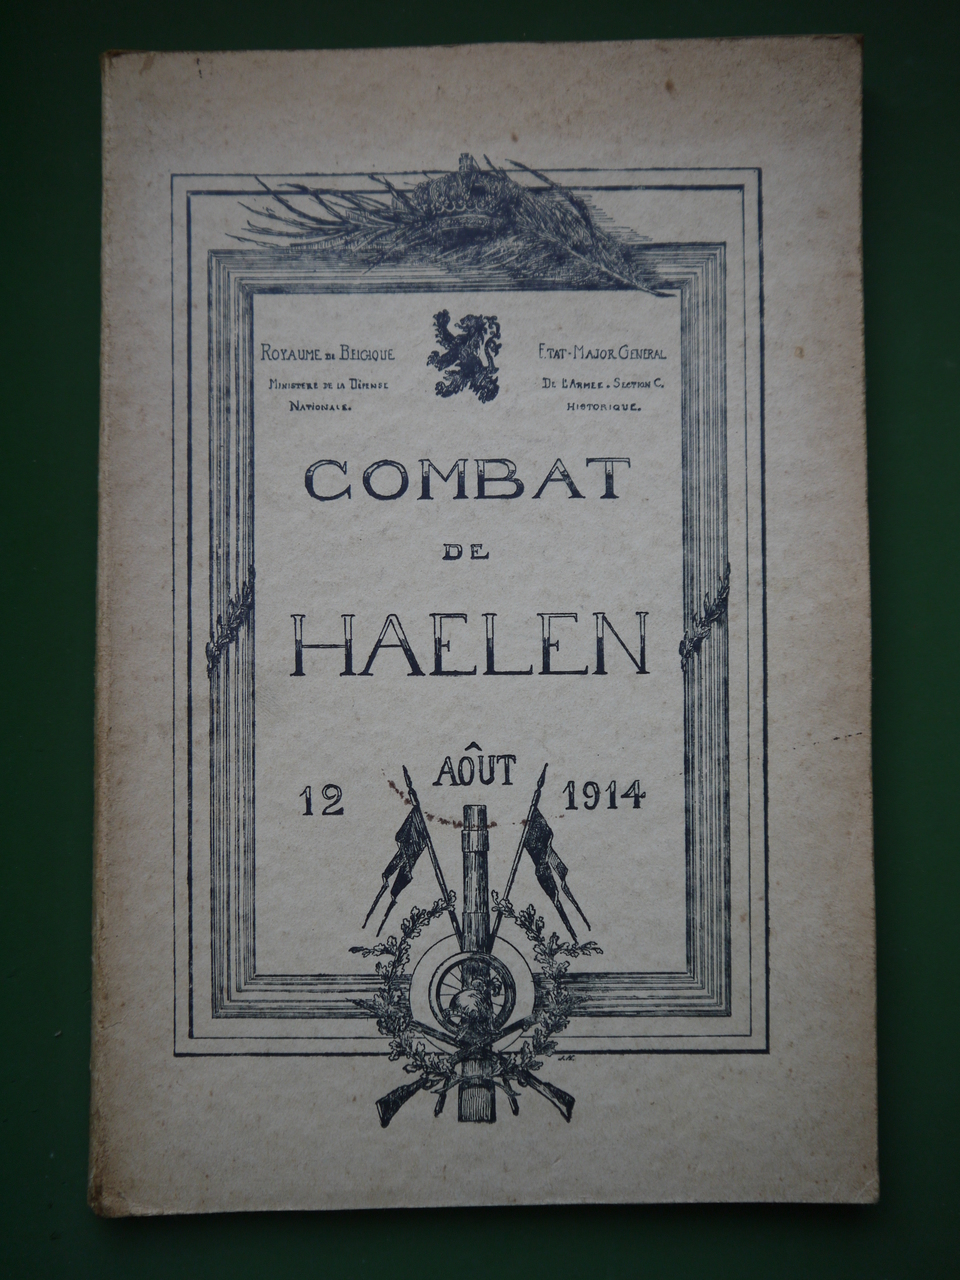 ROYAUME DE BELGIQUE
MINISTÈRE DE LA DÉFENSE
NATIONALE.
ETAT-MAJOR GÉNÉRAL
DE L'ARMÉE. SECTION C.
HISTORIQUE.
COMBAT
DE
HAELEN
12 AOÛT 1914